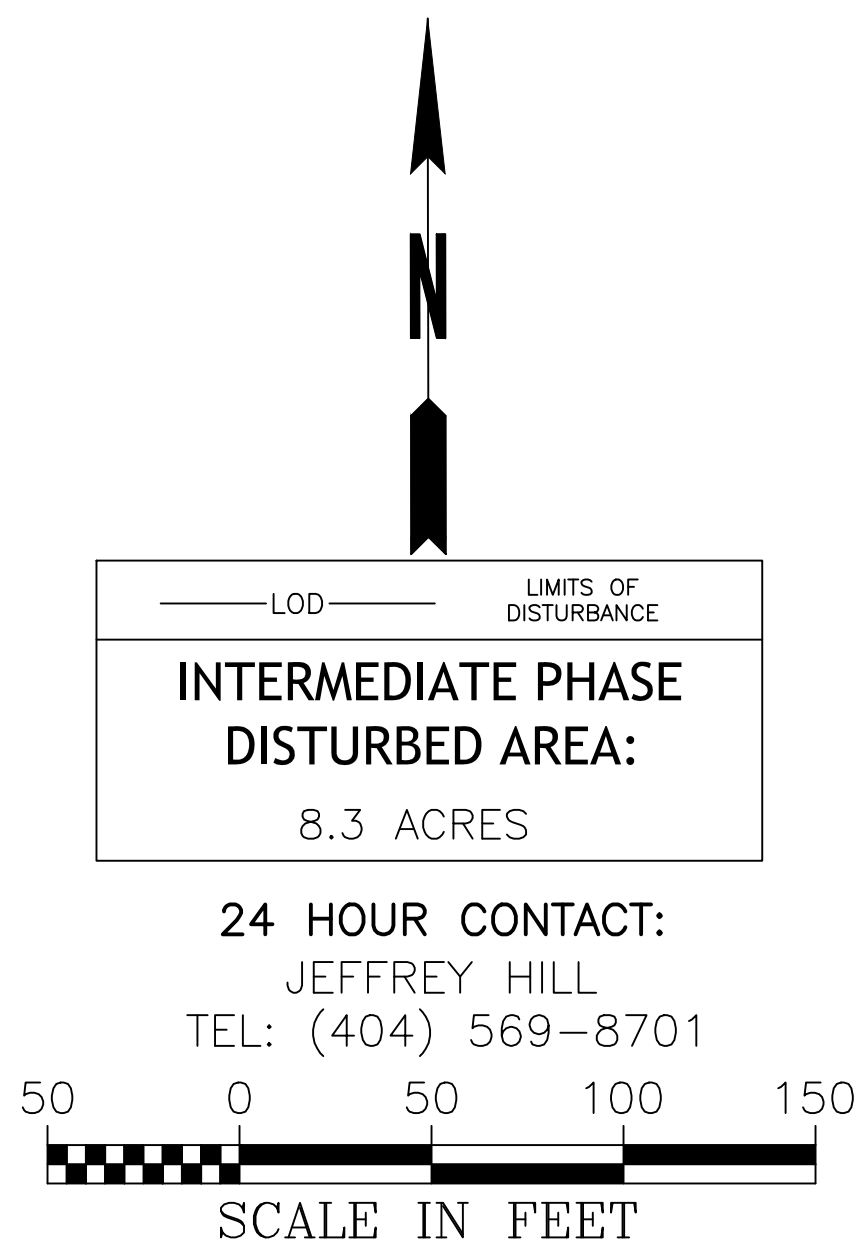 N
LOD
LIMITS OF
DISTURBANCE
INTERMEDIATE PHASE
DISTURBED AREA:
8.3 ACRES
24 HOUR CONTACT:
JEFFREY HILL
TEL: (404) 569-8701
50 0 50 100 150
SCALE IN FEET